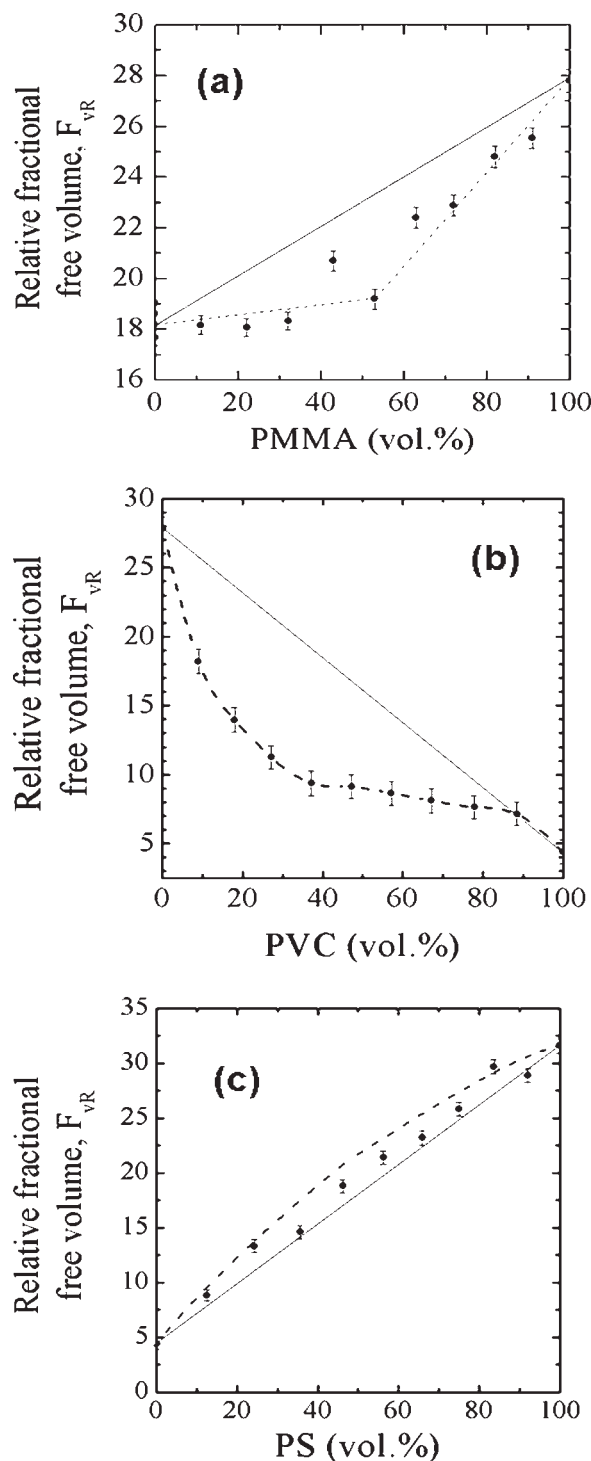 30
28
26
24
22
20
18
16
(a)
Relative fractional
free volume, F_vR
0 20 40 60 80 100
PMMA (vol.%)
30
25
20
15
10
5
(b)
Relative fractional
free volume, F_vR
0 20 40 60 80 100
PVC (vol.%)
35
30
25
20
15
10
5
0
(c)
Relative fractional
free volume, F_vR
0 20 40 60 80 100
PS (vol.%)